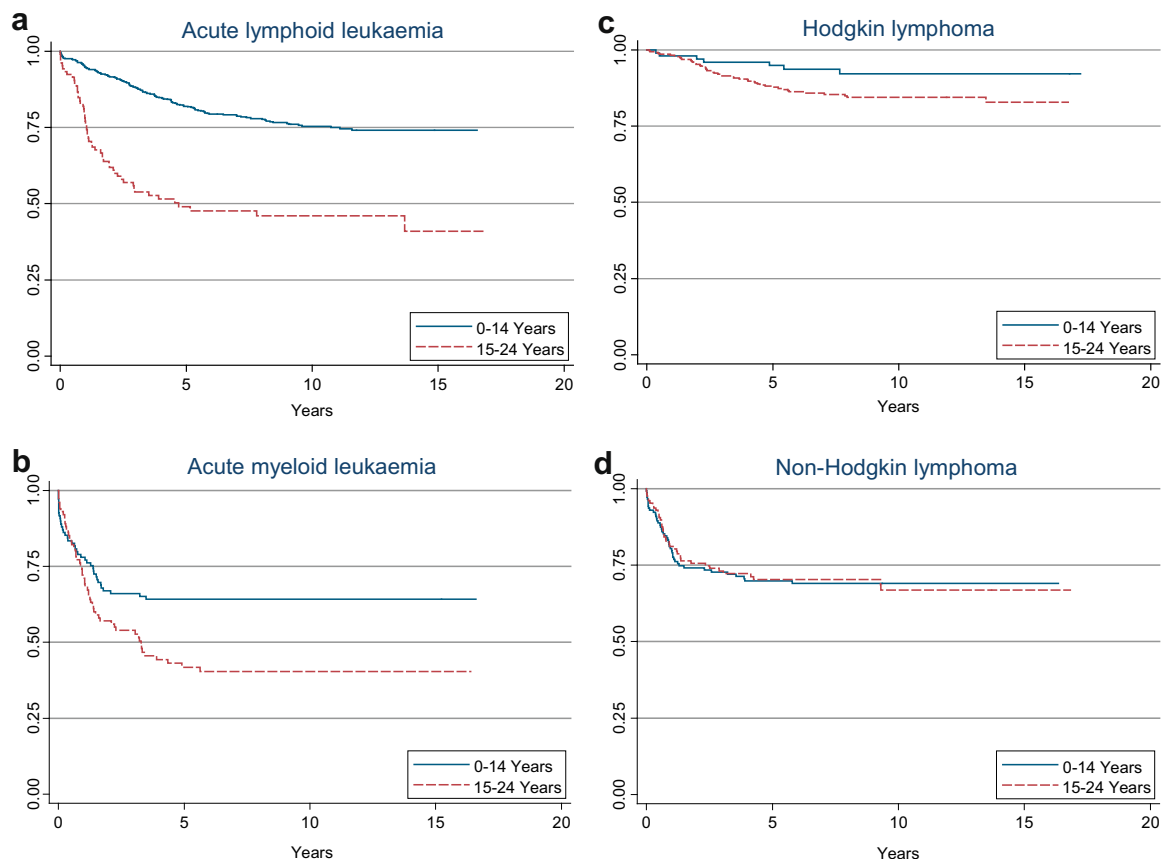 a
Acute lymphoid leukaemia
1.00
0.75
0.50
0.25
0.00
0-14 Years
15-24 Years
0 5 10 15 20
Years
b
Acute myeloid leukaemia
1.00
0.75
0.50
0.25
0.00
0-14 Years
15-24 Years
0 5 10 15 20
Years
c
Hodgkin lymphoma
1.00
0.75
0.50
0.25
0.00
0-14 Years
15-24 Years
0 5 10 15 20
Years
d
Non-Hodgkin lymphoma
1.00
0.75
0.50
0.25
0.00
0-14 Years
15-24 Years
0 5 10 15 20
Years